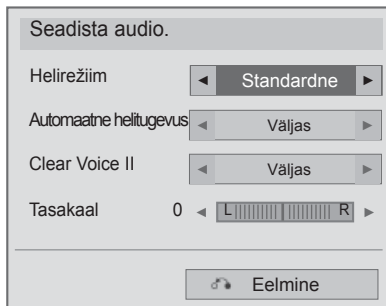 Seadista audio.
Helirežiim ◄ Standardne ►
Automaatne helitugevus ◄ Väljas ►
Clear Voice II ◄ Väljas ►
Tasakaal 0 ◄ L R ►
Eelmine